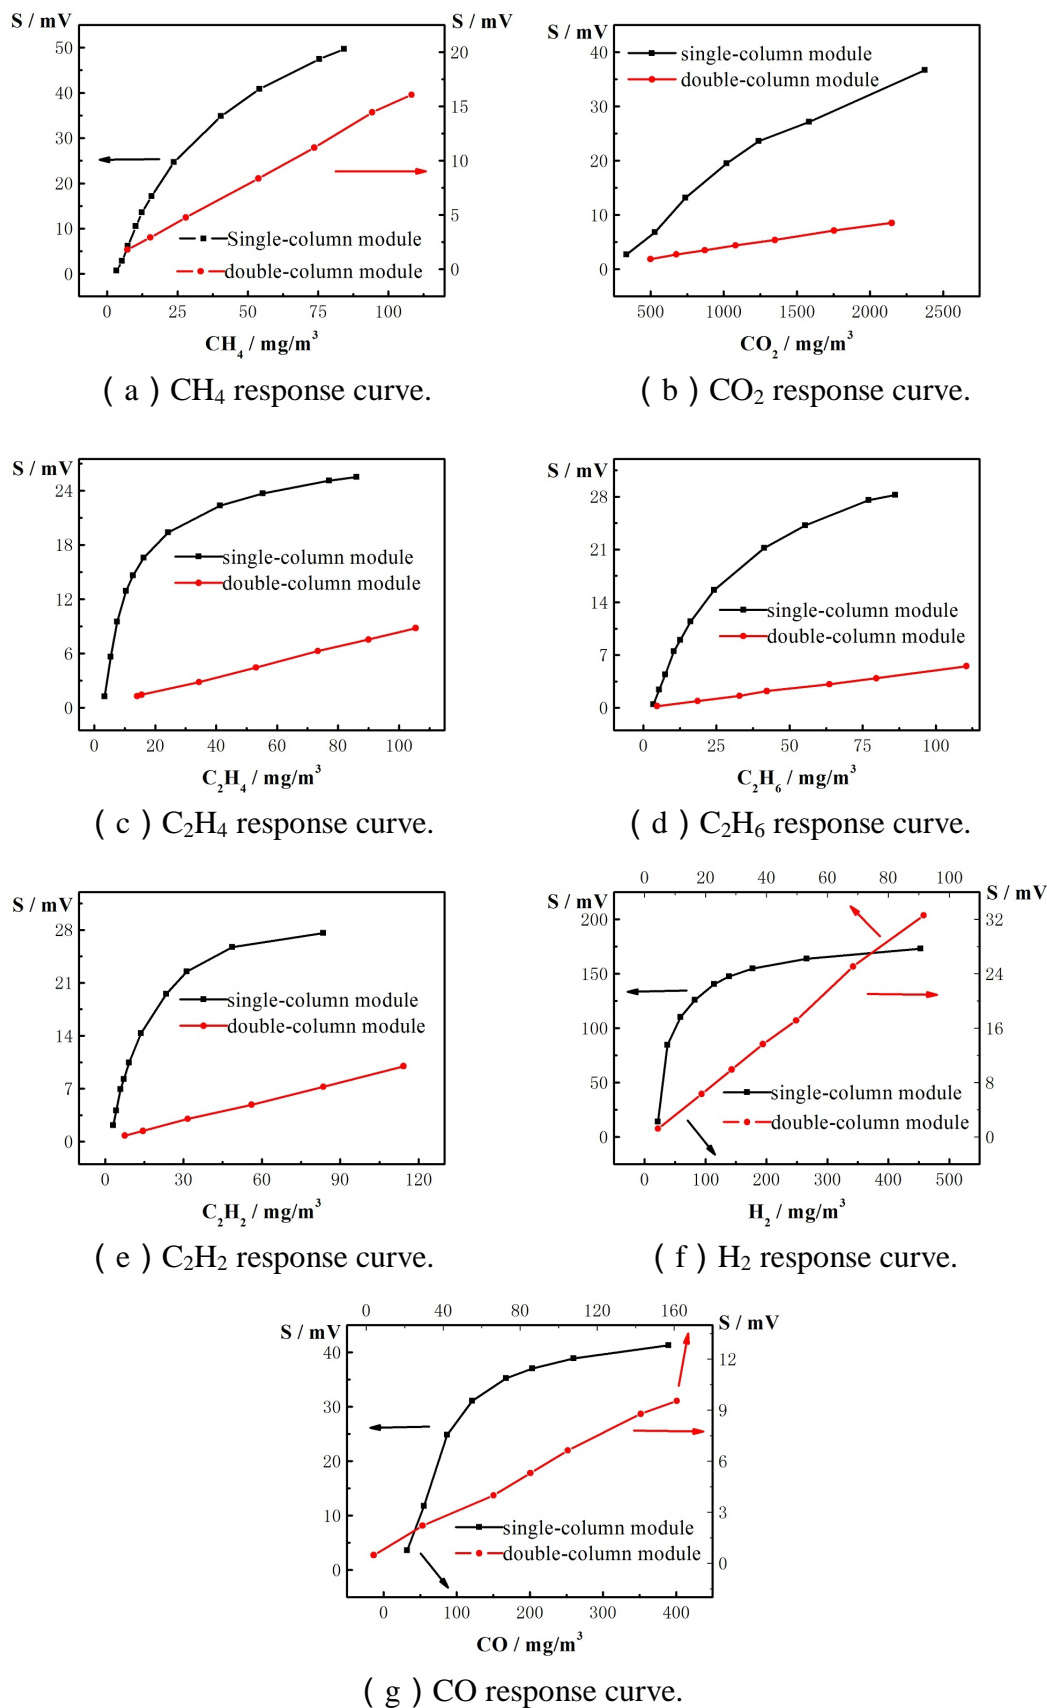 S / mV
S / mV
50
40
30
20
10
0
20
15
10
5
0
Single-column module
double-column module
0 25 50 75 100
CH₄ / mg/m³
( a ) CH₄ response curve.
S / mV
40
30
20
10
0
single-column module
double-column module
500 1000 1500 2000 2500
CO₂ / mg/m³
( b ) CO₂ response curve.
S / mV
24
18
12
6
0
single-column module
double-column module
0 20 40 60 80 100
C₂H₄ / mg/m³
( c ) C₂H₄ response curve.
S / mV
28
21
14
7
0
single-column module
double-column module
0 25 50 75 100
C₂H₆ / mg/m³
( d ) C₂H₆ response curve.
S / mV
28
21
14
7
0
single-column module
double-column module
0 30 60 90 120
C₂H₂ / mg/m³
( e ) C₂H₂ response curve.
0 20 40 60 80 100
S / mV
S / mV
200
150
100
50
0
32
24
16
8
0
single-column module
double-column module
0 100 200 300 400 500
H₂ / mg/m³
( f ) H₂ response curve.
0 40 80 120 160
S / mV
S / mV
40
30
20
10
0
12
9
6
3
0
single-column module
double-column module
0 100 200 300 400
CO / mg/m³
( g ) CO response curve.